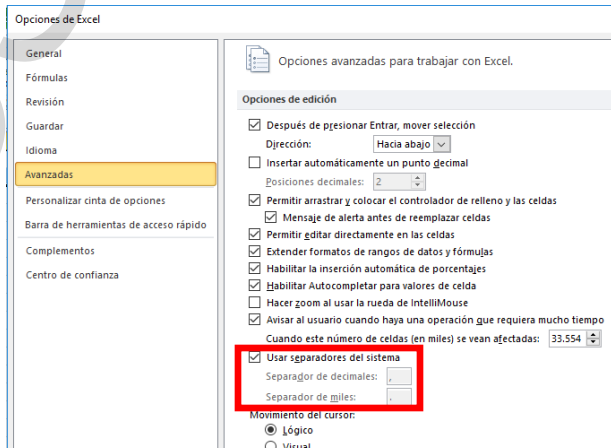 Opciones de Excel
General
Fórmulas
Revisión
Guardar
Idioma
Avanzadas
Personalizar cinta de opciones
Barra de herramientas de acceso rápido
Complementos
Centro de confianza
Opciones avanzadas para trabajar con Excel.
Opciones de edición
Después de presionar Entrar, mover selección
Dirección: Hacia abajo
Insertar automáticamente un punto decimal
Posiciones decimales: 2
Permitir arrastrar y colocar el controlador de relleno y las celdas
Mensaje de alerta antes de reemplazar celdas
Permitir editar directamente en las celdas
Extender formatos de rangos de datos y fórmulas
Habilitar la inserción automática de porcentajes
Habilitar Autocompletar para valores de celda
Hacer zoom al usar la rueda de IntelliMouse
Avisar al usuario cuando haya una operación que requiera mucho tiempo
Cuando este número de celdas (en miles) se vean afectadas: 33.554
Usar separadores del sistema
Separador de decimales: ,
Separador de miles: .
Movimiento del cursor:
Lógico
Visual